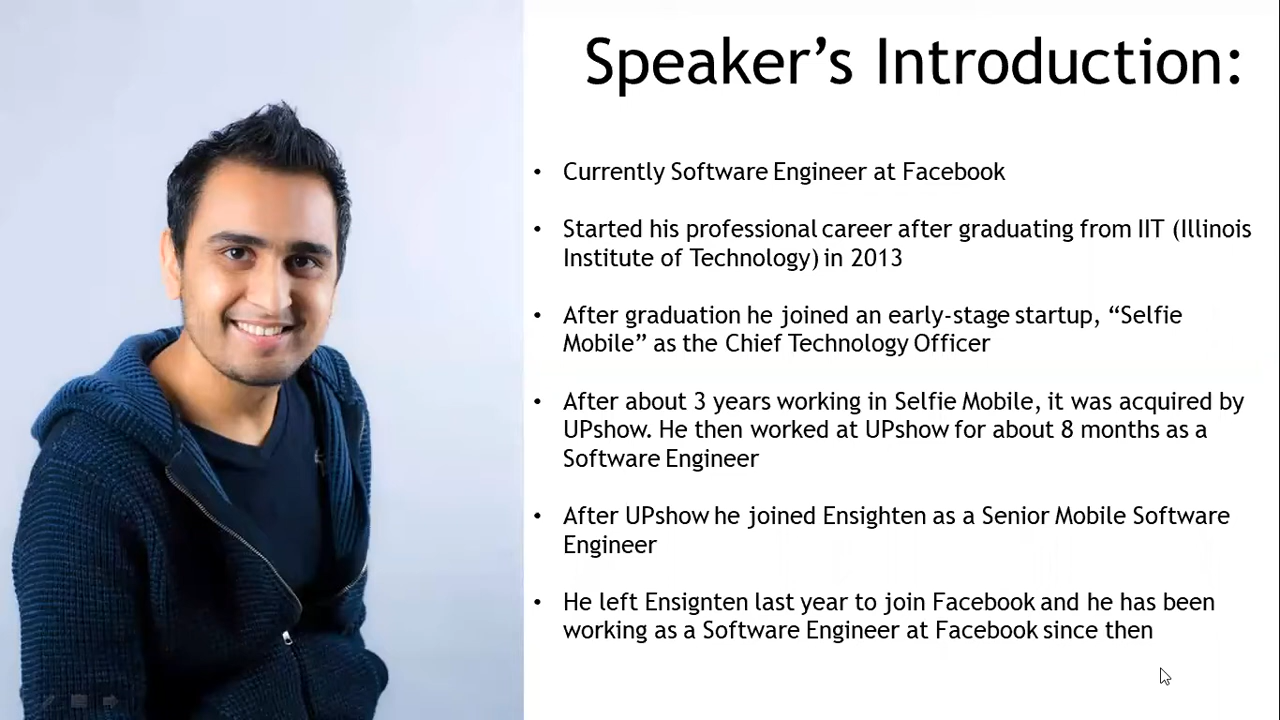 Speaker’s Introduction:
• Currently Software Engineer at Facebook
• Started his professional career after graduating from IIT (Illinois
Institute of Technology) in 2013
• After graduation he joined an early-stage startup, “Selfie
Mobile” as the Chief Technology Officer
• After about 3 years working in Selfie Mobile, it was acquired by
UPshow. He then worked at UPshow for about 8 months as a
Software Engineer
• After UPshow he joined Ensighten as a Senior Mobile Software
Engineer
• He left Ensignten last year to join Facebook and he has been
working as a Software Engineer at Facebook since then